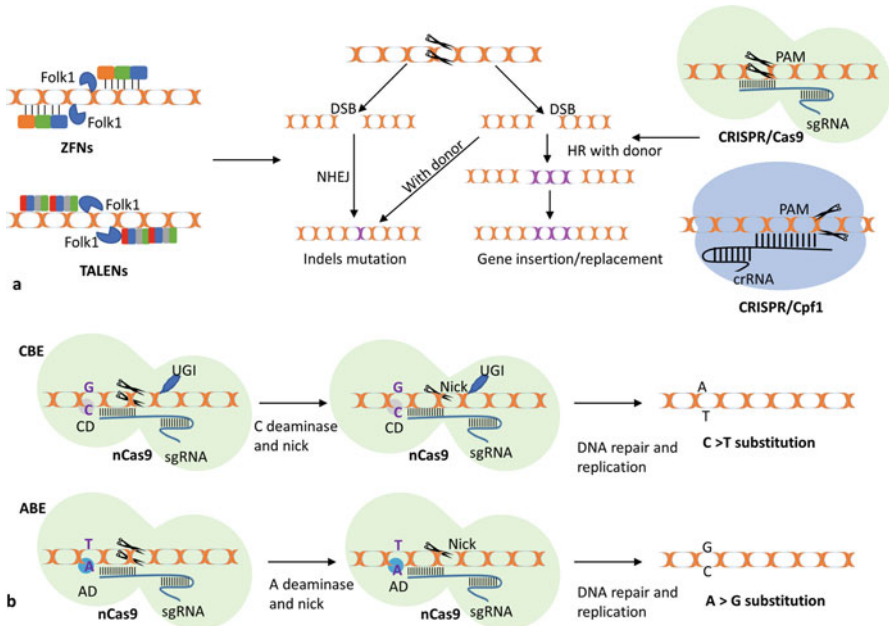 Folk1
Folk1
ZFNs
Folk1
Folk1
TALENs
a
DSB
DSB
NHEJ
With donor
HR with donor
Indels mutation
Gene insertion/replacement
PAM
sgRNA
CRISPR/Cas9
PAM
crRNA
CRISPR/Cpf1
CBE
G
C
CD
UGI
nCas9
sgRNA
C deaminase
and nick
G
C
CD
Nick
UGI
nCas9
sgRNA
DNA repair and
replication
A
T
C >T substitution
ABE
T
A
AD
nCas9
sgRNA
A deaminase
and nick
T
A
AD
Nick
nCas9
sgRNA
DNA repair and
replication
G
C
A > G substitution
b